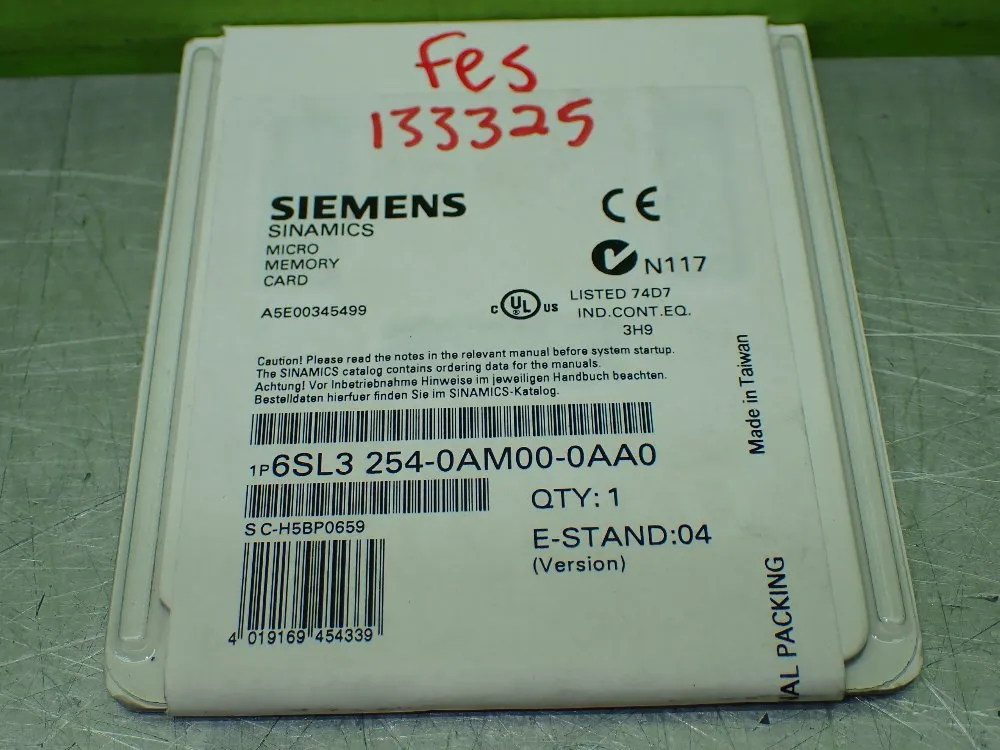 Fes
133325
SIEMENS
SINAMICS
MICRO
MEMORY
CARD
A5E00345499
CE
N117
C UL US
LISTED 74D7
IND.CONT.EQ.
3H9
Caution! Please read the notes in the relevant manual before system startup.
The SINAMICS catalog contains ordering data for the manuals.
Achtung! Vor Inbetriebnahme Hinweise im jeweiligen Handbuch beachten.
Bestelldaten hierfuer finden Sie im SINAMICS-Katalog.
1P6SL3 254-0AM00-0AA0
S C-H5BP0659
QTY: 1
E-STAND:04
(Version)
4 019169 454339
Made in Taiwan
PACKING